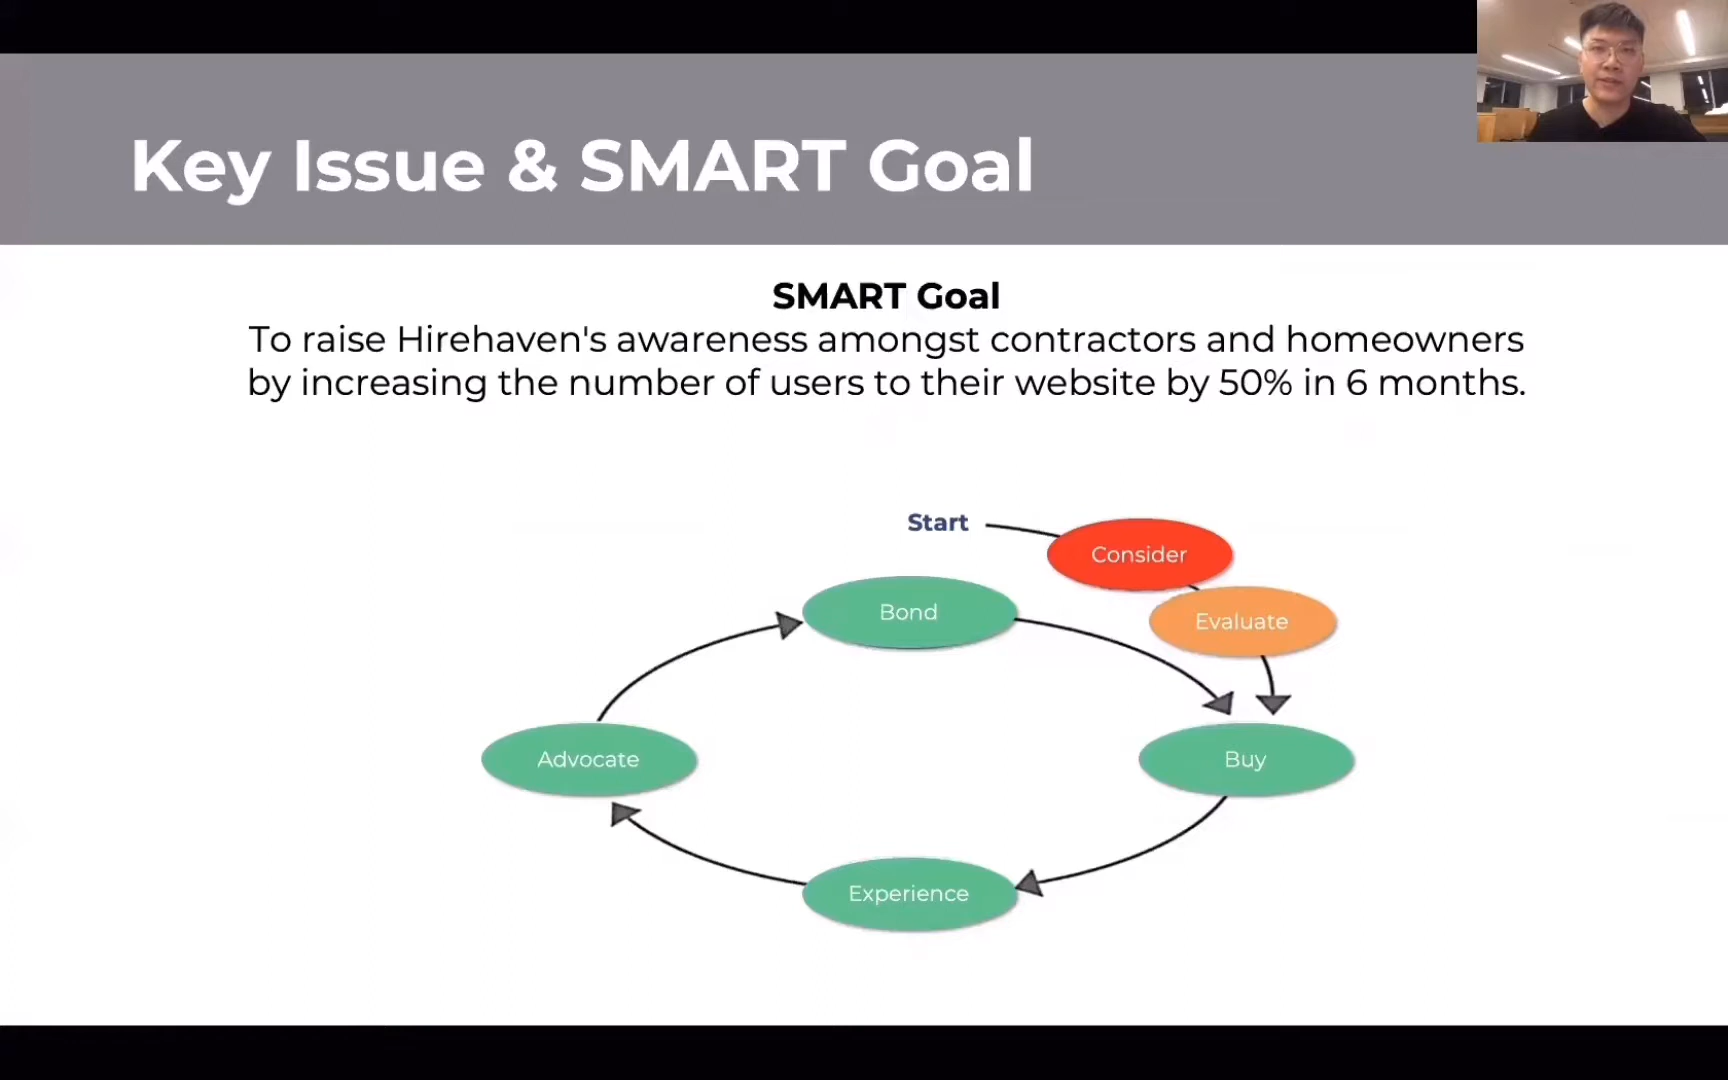 Key Issue & SMART Goal
SMART Goal
To raise Hirehaven's awareness amongst contractors and homeowners
by increasing the number of users to their website by 50% in 6 months.
Start
Consider
Bond
Evaluate
Advocate
Buy
Experience